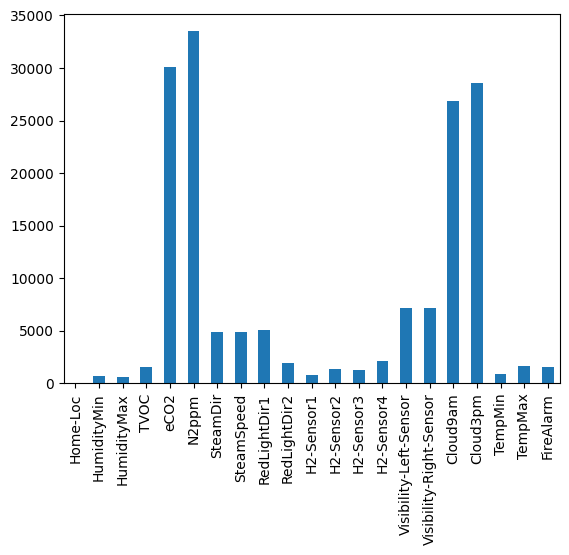 35000
30000
25000
20000
15000
10000
5000
0
Home-Loc
HumidityMin
HumidityMax
TVOC
eCO2
N2ppm
SteamDir
SteamSpeed
RedLightDir1
RedLightDir2
H2-Sensor1
H2-Sensor2
H2-Sensor3
H2-Sensor4
Visibility-Left-Sensor
Visibility-Right-Sensor
Cloud9am
Cloud3pm
TempMin
TempMax
FireAlarm